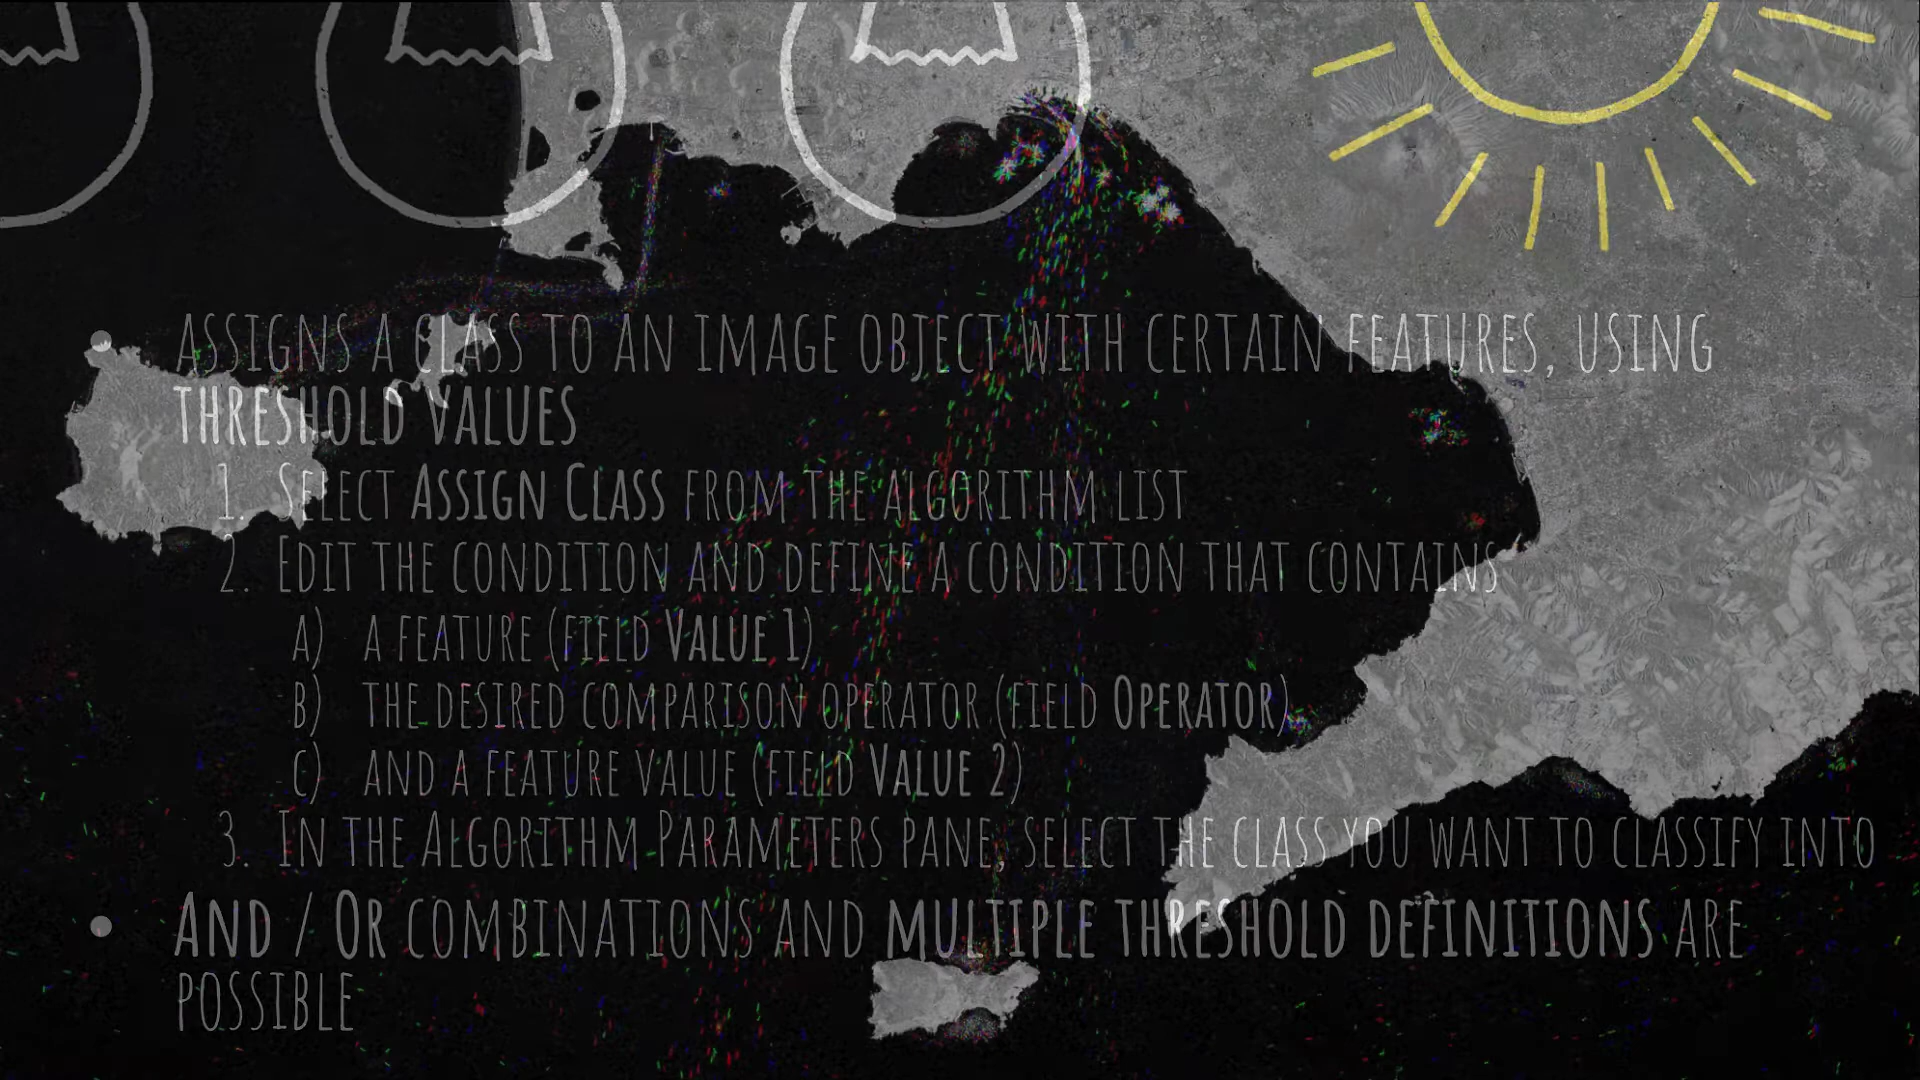 • Assigns a class to an image object with certain features, using
threshold values
1. Select Assign Class from the algorithm list
2. Edit the condition and define a condition that contains
a) a feature (field Value 1)
b) the desired comparison operator (field Operator)
c) and a feature value (field Value 2)
3. In the Algorithm Parameters pane, select the class you want to classify into
• And / Or combinations and multiple threshold definitions are
possible